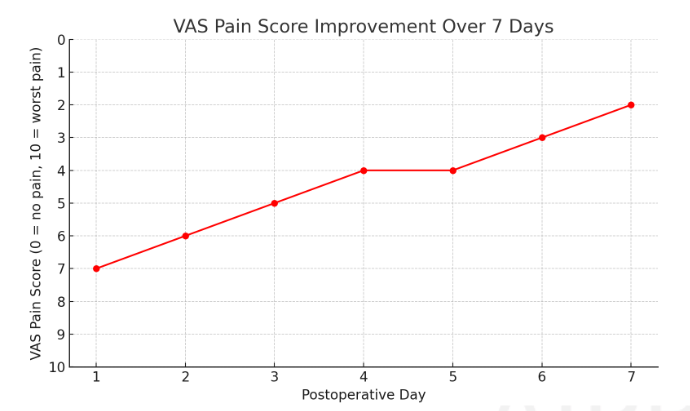 VAS Pain Score Improvement Over 7 Days
VAS Pain Score (0 = no pain, 10 = worst pain)
0
1
2
3
4
5
6
7
8
9
10
1 2 3 4 5 6 7
Postoperative Day